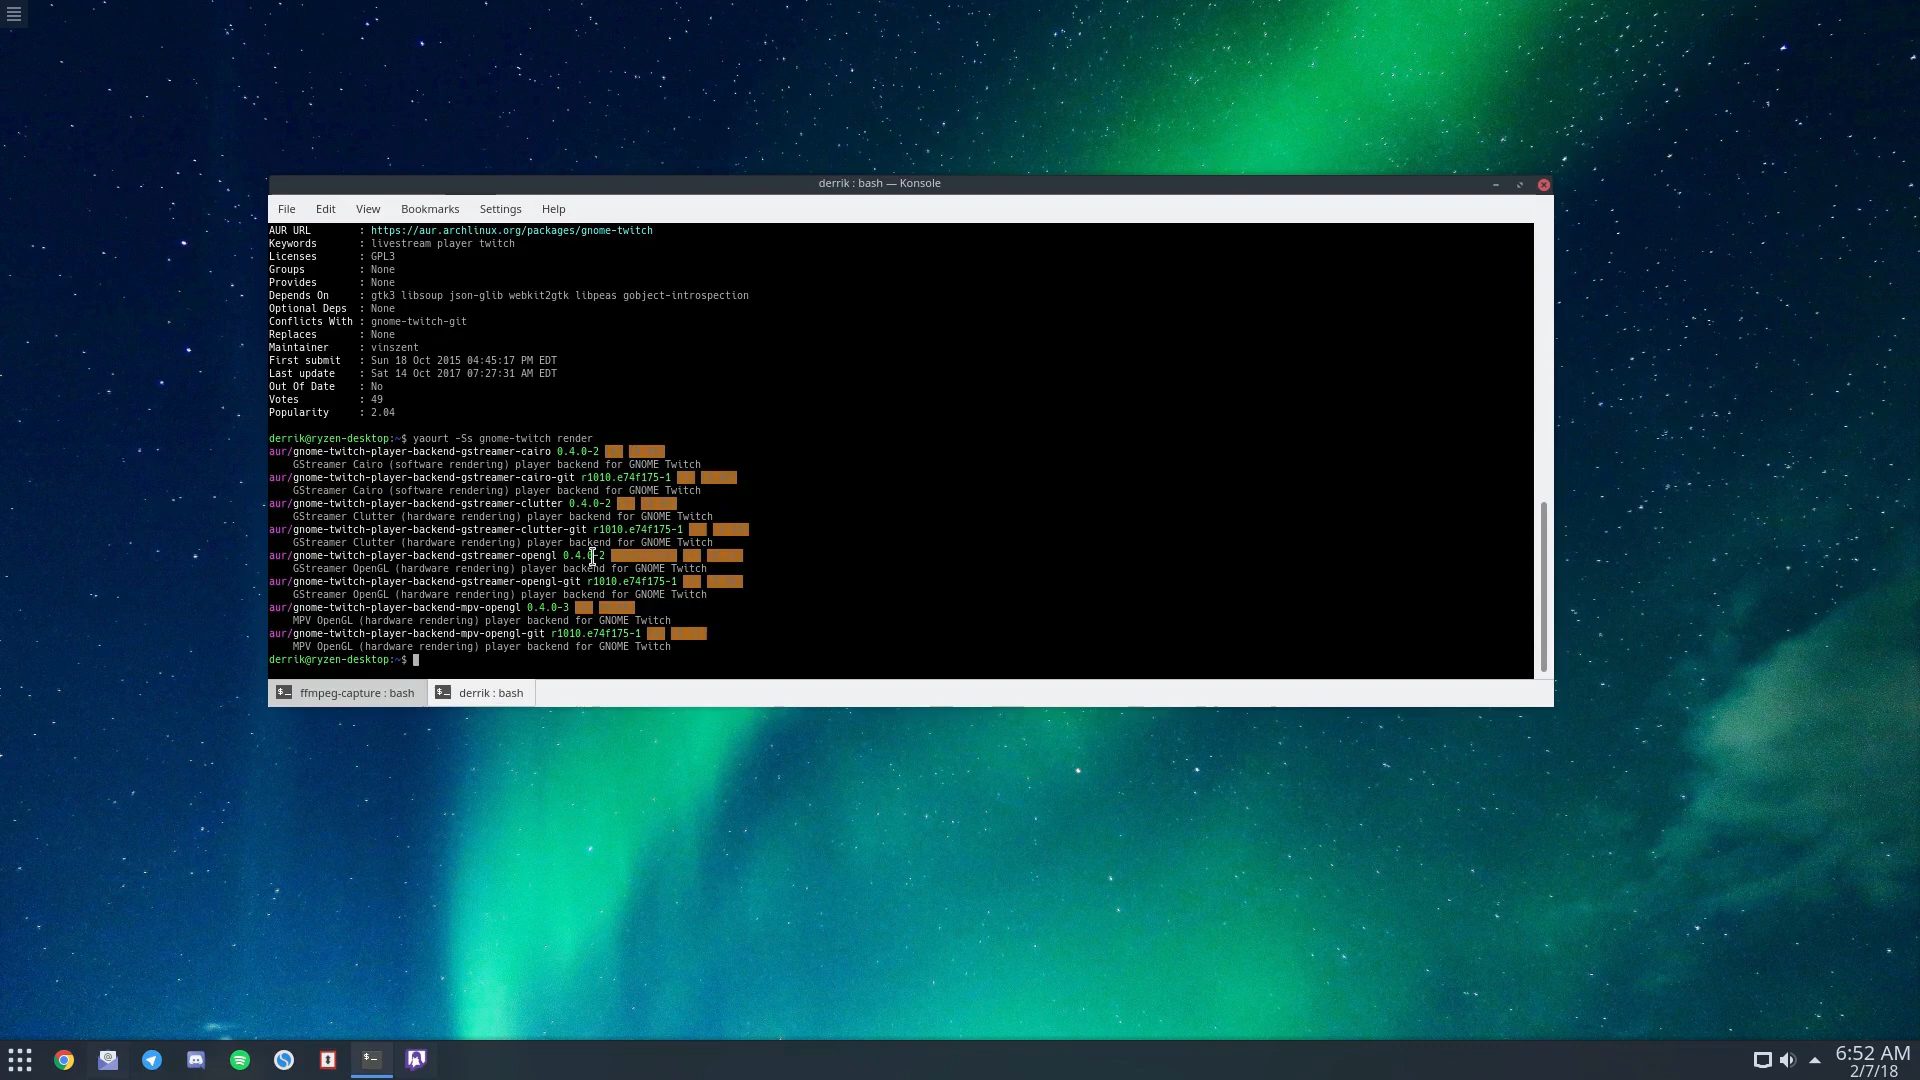 derrik : bash — Konsole
File Edit View Bookmarks Settings Help
AUR URL : https://aur.archlinux.org/packages/gnome-twitch
Keywords : livestream player twitch
Licenses : GPL3
Groups : None
Provides : None
Depends On : gtk3 libsoup json-glib webkit2gtk libpeas gobject-introspection
Optional Deps : None
Conflicts With : gnome-twitch-git
Replaces : None
Maintainer : vinszent
First submit : Sun 18 Oct 2015 04:45:17 PM EDT
Last update : Sat 14 Oct 2017 07:27:31 AM EDT
Out Of Date : No
Votes : 49
Popularity : 2.04
derrik@ryzen-desktop:~$ yaourt -Ss gnome-twitch render
aur/gnome-twitch-player-backend-gstreamer-cairo 0.4.0-2
GStreamer Cairo (software rendering) player backend for GNOME Twitch
aur/gnome-twitch-player-backend-gstreamer-cairo-git r1010.e74f175-1
GStreamer Cairo (software rendering) player backend for GNOME Twitch
aur/gnome-twitch-player-backend-gstreamer-clutter 0.4.0-2
GStreamer Clutter (hardware rendering) player backend for GNOME Twitch
aur/gnome-twitch-player-backend-gstreamer-clutter-git r1010.e74f175-1
GStreamer Clutter (hardware rendering) player backend for GNOME Twitch
aur/gnome-twitch-player-backend-gstreamer-opengl 0.4.0-2
GStreamer OpenGL (hardware rendering) player backend for GNOME Twitch
aur/gnome-twitch-player-backend-gstreamer-opengl-git r1010.e74f175-1
GStreamer OpenGL (hardware rendering) player backend for GNOME Twitch
aur/gnome-twitch-player-backend-mpv-opengl 0.4.0-3
MPV OpenGL (hardware rendering) player backend for GNOME Twitch
aur/gnome-twitch-player-backend-mpv-opengl-git r1010.e74f175-1
MPV OpenGL (hardware rendering) player backend for GNOME Twitch
derrik@ryzen-desktop:~$
ffmpeg-capture : bash derrik : bash
6:52 AM
2/7/18